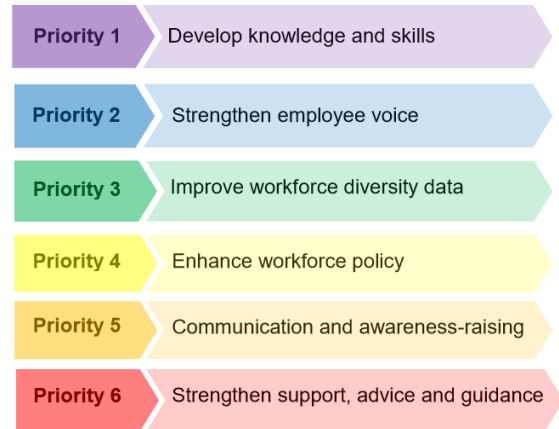 Priority 1 Develop knowledge and skills
Priority 2 Strengthen employee voice
Priority 3 Improve workforce diversity data
Priority 4 Enhance workforce policy
Priority 5 Communication and awareness-raising
Priority 6 Strengthen support, advice and guidance